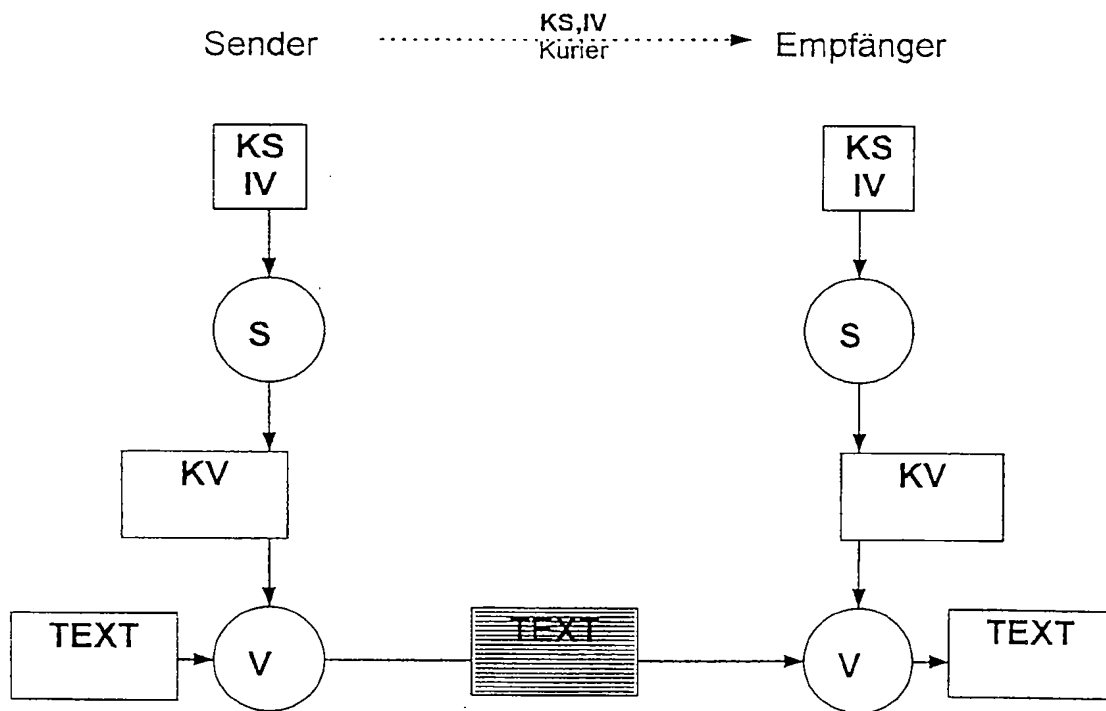 Sender
KS,IV
Kurier
Empfänger
KS
IV
KS
IV
S
S
KV
KV
TEXT
V
TEXT
V
TEXT